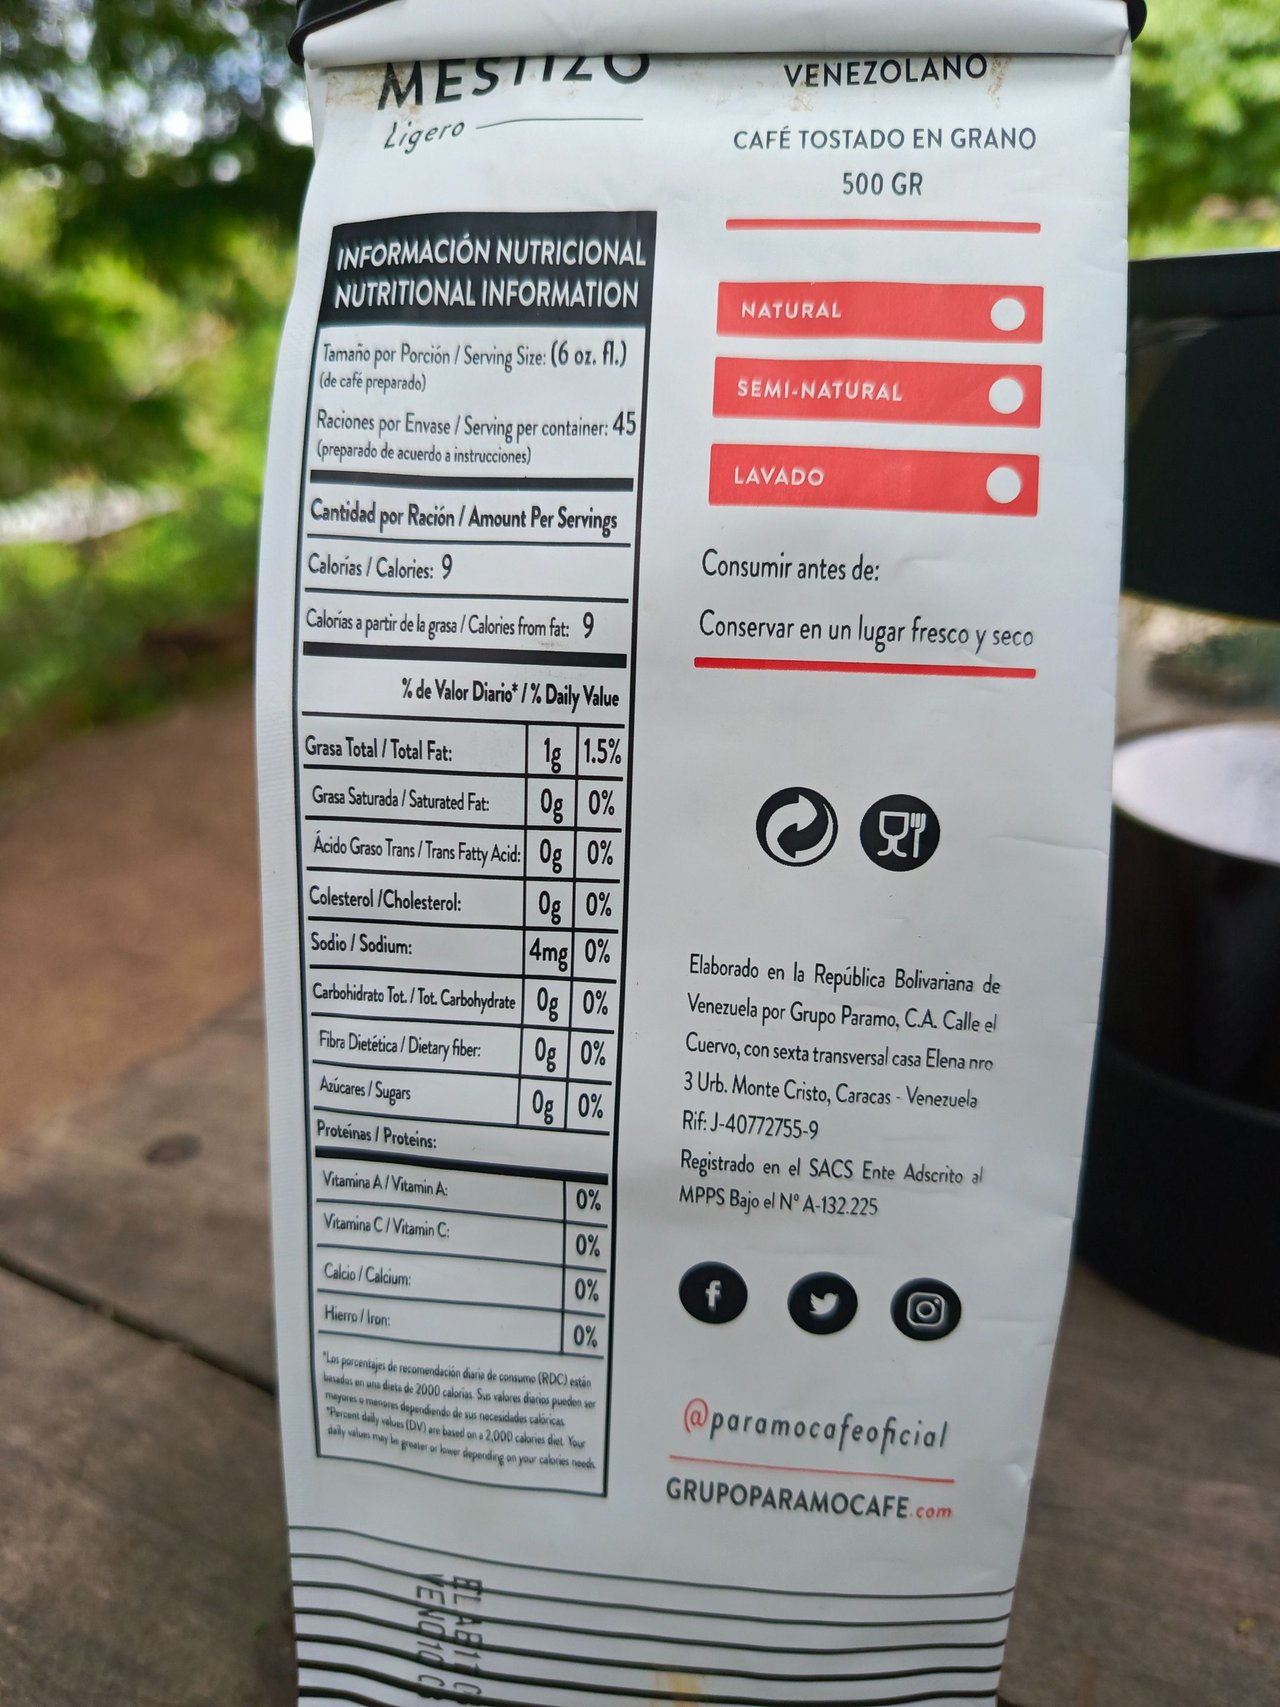 MESTIZO
Ligero
INFORMACIÓN NUTRICIONAL
NUTRITIONAL INFORMATION
Tamaño por Porción / Serving Size: (6 oz. fl.)
(de café preparado)
Raciones por Envase / Serving per container: 45
(preparado de acuerdo a instrucciones)
Cantidad por Ración / Amount Per Servings
Calorías / Calories: 9
Calorías a partir de la grasa / Calories from fat: 9
% de Valor Diario* / % Daily Value
Grasa Total / Total Fat: 1g 1.5%
Grasa Saturada / Saturated Fat: 0g 0%
Ácido Graso Trans / Trans Fatty Acid: 0g 0%
Colesterol /Cholesterol: 0g 0%
Sodio / Sodium: 4mg 0%
Carbohidrato Tot. / Tot. Carbohydrate 0g 0%
Fibra Dietética / Dietary fiber: 0g 0%
Azúcares / Sugars 0g 0%
Proteínas / Proteins:
Vitamina A / Vitamin A: 0%
Vitamina C / Vitamin C: 0%
Calcio / Calcium: 0%
Hierro / Iron: 0%
*Los porcentajes de recomendación diaria de consumo (RDC) están
basados en una dieta de 2000 calorías. Sus valores diarios pueden ser
mayores o menores dependiendo de sus necesidades calóricas.
*Percent daily values (DV) are based on a 2,000 calories diet. Your
daily values may be greater or lower depending on your calories needs.
VENEZOLANO
CAFÉ TOSTADO EN GRANO
500 GR
NATURAL
SEMI-NATURAL
LAVADO
Consumir antes de:
Conservar en un lugar fresco y seco
Elaborado en la República Bolivariana de
Venezuela por Grupo Paramo, C.A. Calle el
Cuervo, con sexta transversal casa Elena nro
3 Urb. Monte Cristo, Caracas - Venezuela
Rif: J-40772755-9
Registrado en el SACS Ente Adscrito al
MPPS Bajo el Nº A-132.225
@paramocafeoficial
GRUPOPARAMOCAFE.com